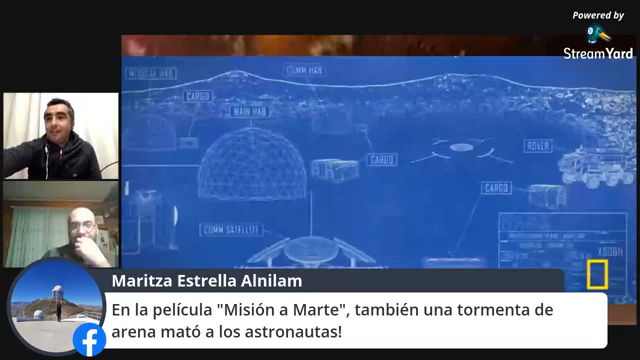 Powered by
StreamYard
MEDICAL HAB
COMM HAB
CARGO
MAIN HAB
CARGO
ROVER
CARGO
COMM SATELLITE
Maritza Estrella Alnilam
En la película "Misión a Marte", también una tormenta de
arena mató a los astronautas!